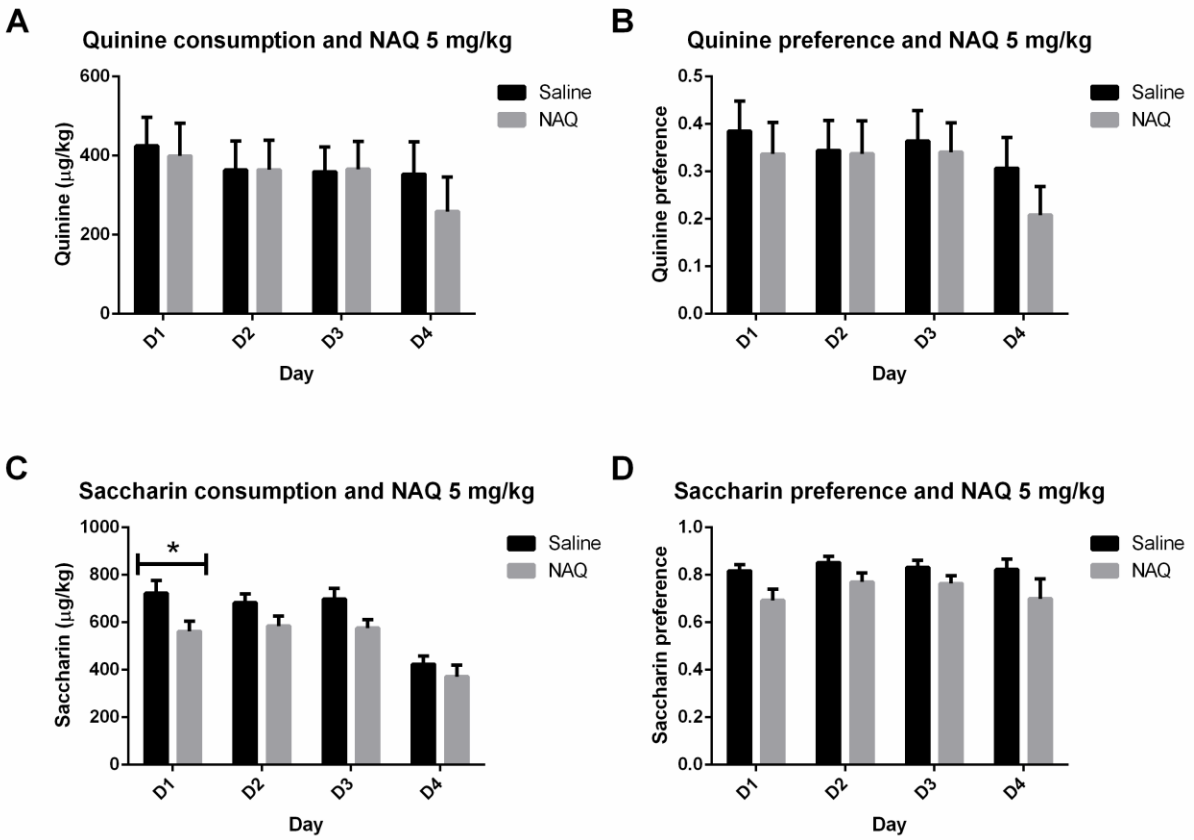 A
Quinine consumption and NAQ 5 mg/kg
600
400
200
0
Quinine (µg/kg)
D1
D2
D3
D4
Day
Saline
NAQ
B
Quinine preference and NAQ 5 mg/kg
0.5
0.4
0.3
0.2
0.1
0.0
Quinine preference
D1
D2
D3
D4
Day
Saline
NAQ
C
Saccharin consumption and NAQ 5 mg/kg
1000
800
600
400
200
0
Saccharin (µg/kg)
*
D1
D2
D3
D4
Day
Saline
NAQ
D
Saccharin preference and NAQ 5 mg/kg
1.0
0.8
0.6
0.4
0.2
0.0
Saccharin preference
D1
D2
D3
D4
Day
Saline
NAQ